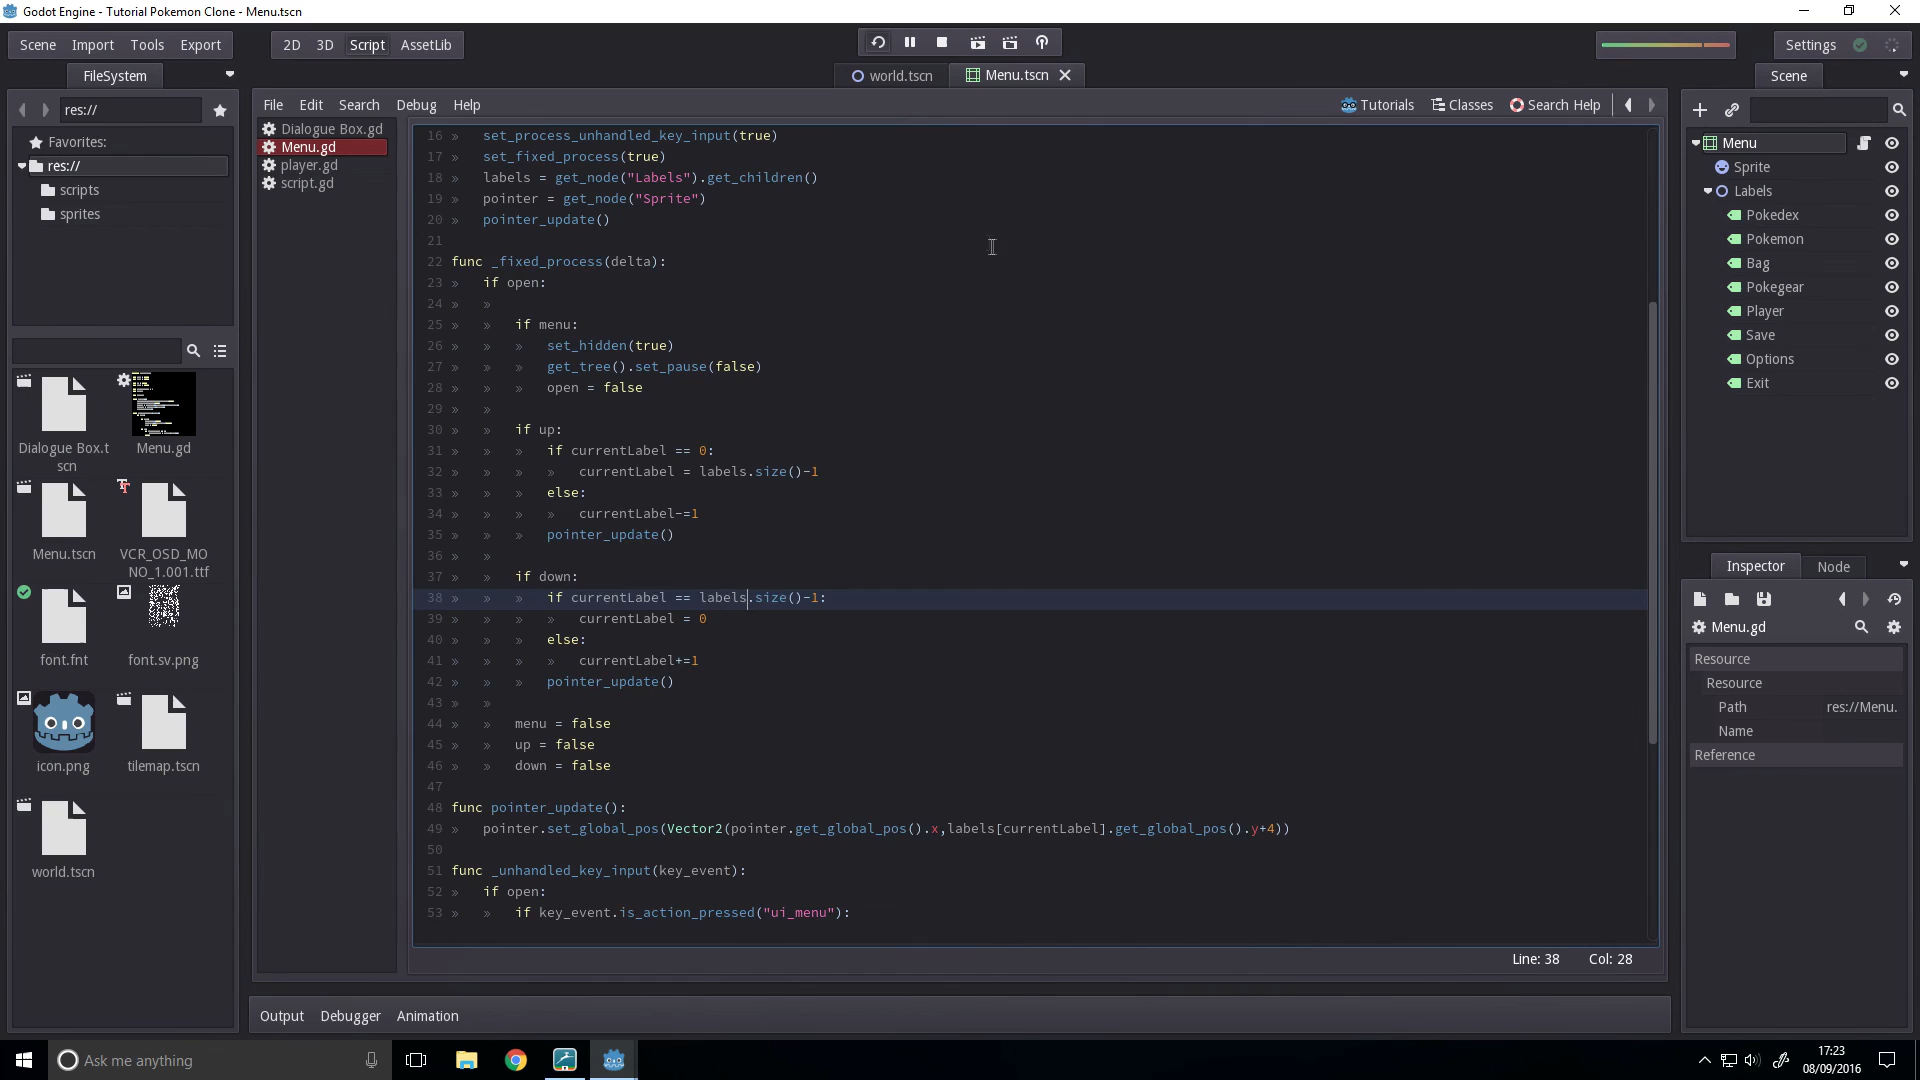 Godot Engine - Tutorial Pokemon Clone - Menu.tscn
Scene Import Tools Export
2D 3D Script AssetLib
Settings
FileSystem
world.tscn
Menu.tscn
Scene
res://
File Edit Search Debug Help
Tutorials Classes Search Help
Favorites:
res://
scripts
sprites
Dialogue Box.gd
Menu.gd
player.gd
script.gd
16 » set_process_unhandled_key_input(true)
17 » set_fixed_process(true)
18 » labels = get_node("Labels").get_children()
19 » pointer = get_node("Sprite")
20 » pointer_update()
21
22 func _fixed_process(delta):
23 » if open:
24 » »
25 » » if menu:
26 » » » set_hidden(true)
27 » » » get_tree().set_pause(false)
28 » » » open = false
29 » »
30 » » if up:
31 » » » if currentLabel == 0:
32 » » » » currentLabel = labels.size()-1
33 » » » else:
34 » » » » currentLabel-=1
35 » » » pointer_update()
36 » »
37 » » if down:
38 » » » if currentLabel == labels.size()-1:
39 » » » » currentLabel = 0
40 » » » else:
41 » » » » currentLabel+=1
42 » » » pointer_update()
43 » »
44 » » menu = false
45 » » up = false
46 » » down = false
47
48 func pointer_update():
49 » pointer.set_global_pos(Vector2(pointer.get_global_pos().x,labels[currentLabel].get_global_pos().y+4))
50
51 func _unhandled_key_input(key_event):
52 » if open:
53 » » if key_event.is_action_pressed("ui_menu"):
Line: 38 Col: 28
Menu
Sprite
Labels
Pokedex
Pokemon
Bag
Pokegear
Player
Save
Options
Exit
Dialogue Box.t
scn
Menu.gd
Menu.tscn
VCR_OSD_MO
NO_1.001.ttf
font.fnt
font.sv.png
icon.png
tilemap.tscn
world.tscn
Inspector Node
Menu.gd
Resource
Resource
Path res://Menu.
Name
Reference
Output Debugger Animation
Ask me anything
17:23
08/09/2016